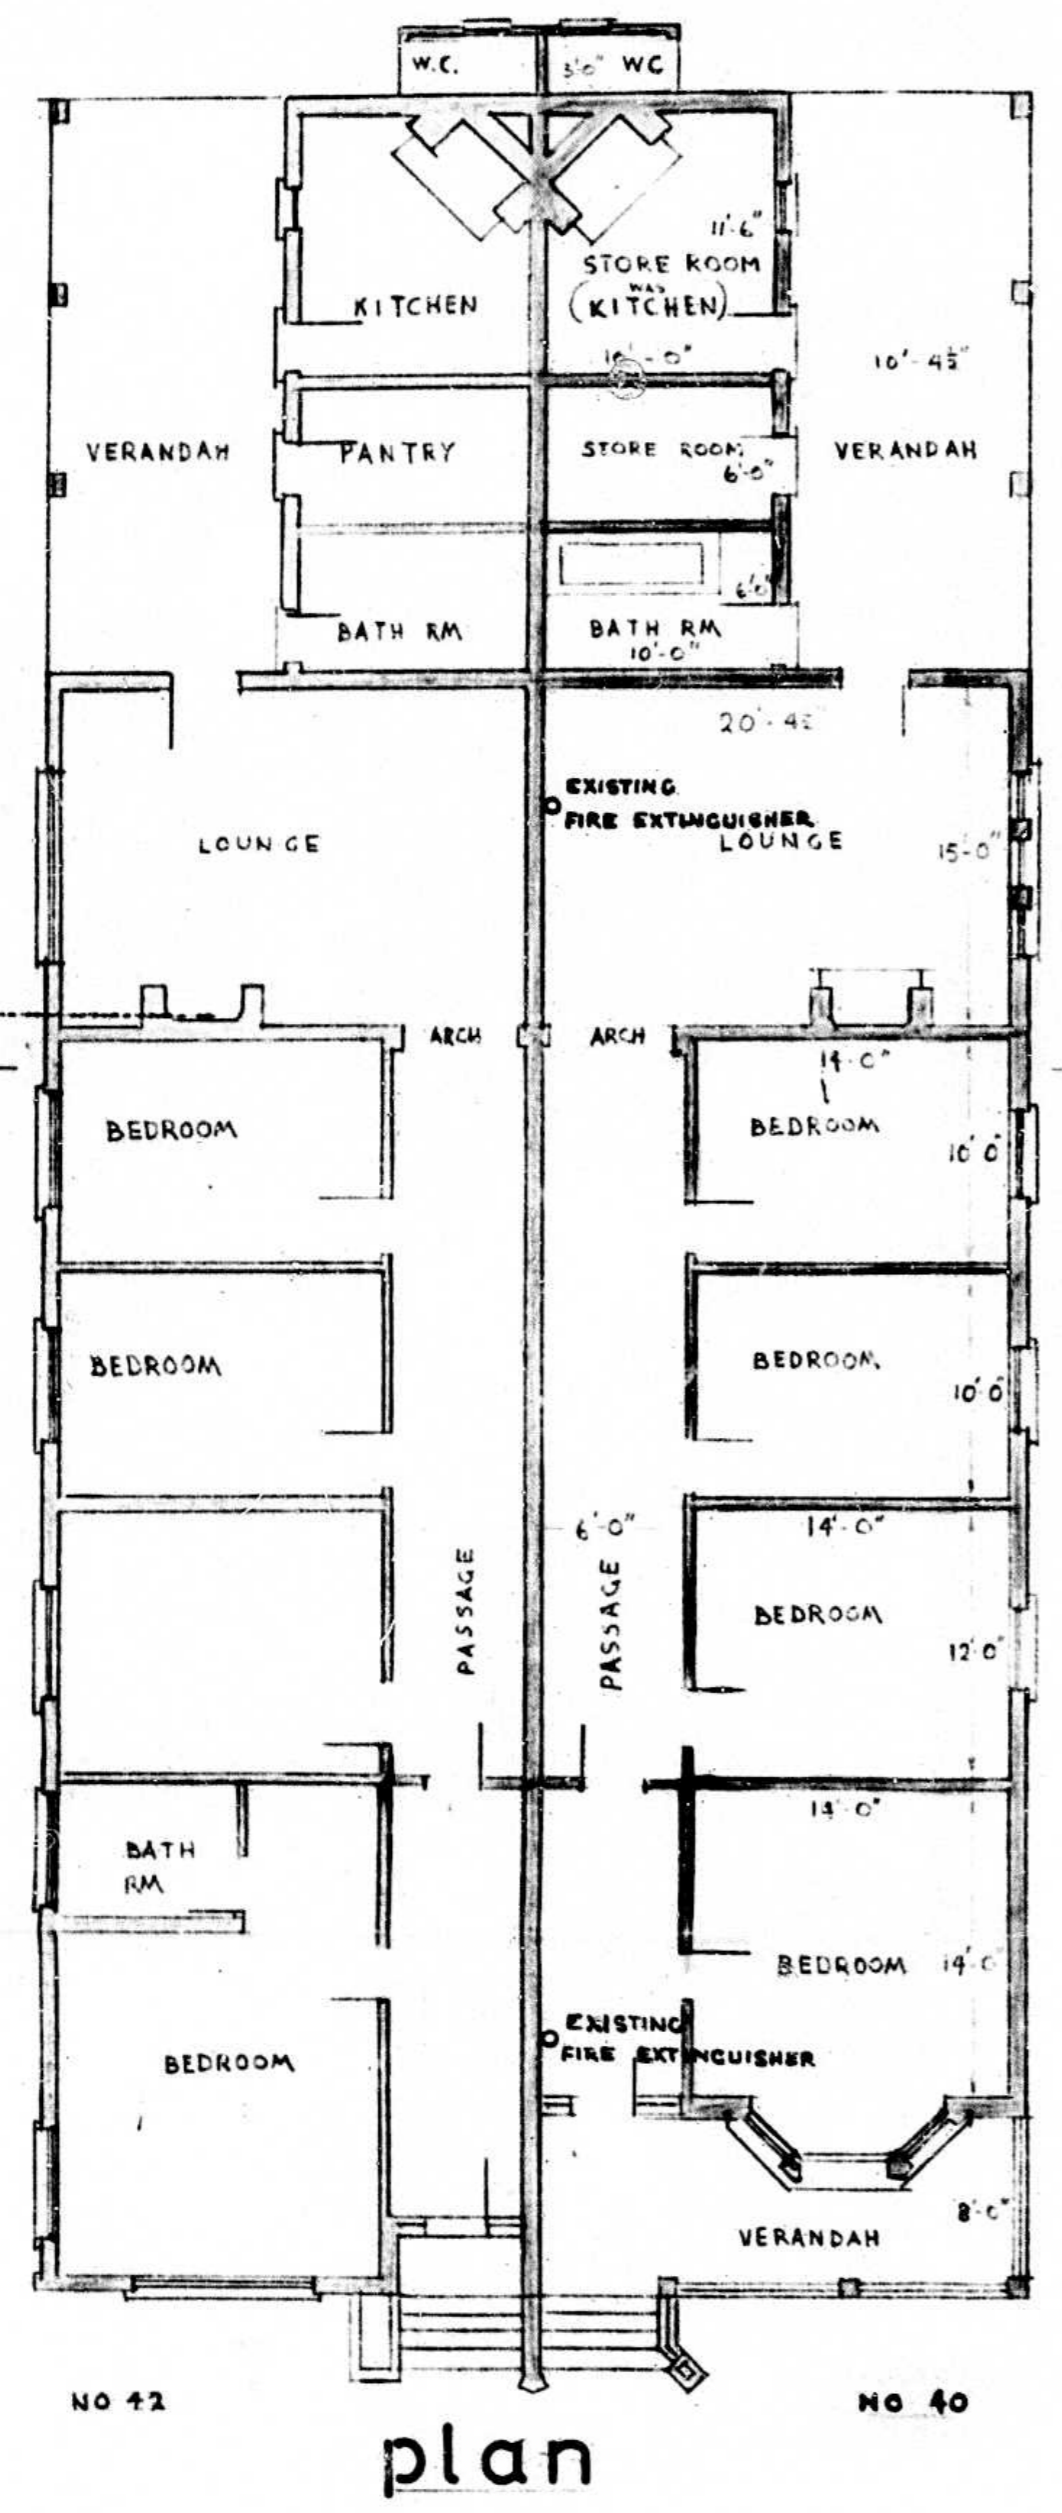 W.C.
3'0" WC
11'-6"
STORE ROOM
WAS
KITCHEN
(KITCHEN)
10'-0"
10'-4½"
VERANDAH
PANTRY
STORE ROOM
VERANDAH
6'-0"
6'0"
BATH RM
BATH RM
10'-0"
EXISTING
FIRE EXTINGUISHER
LOUNGE
LOUNGE
15'-0"
ARCH
ARCH
14'-0"
BEDROOM
BEDROOM
10'0"
BEDROOM
BEDROOM
10'0"
6'-0"
14'-0"
PASSAGE
PASSAGE
BEDROOM
12'0"
14'-0"
BATH
RM
BEDROOM
14'0"
EXISTING
FIRE EXTINGUISHER
BEDROOM
8'-0"
VERANDAH
NO 42
NO 40
plan